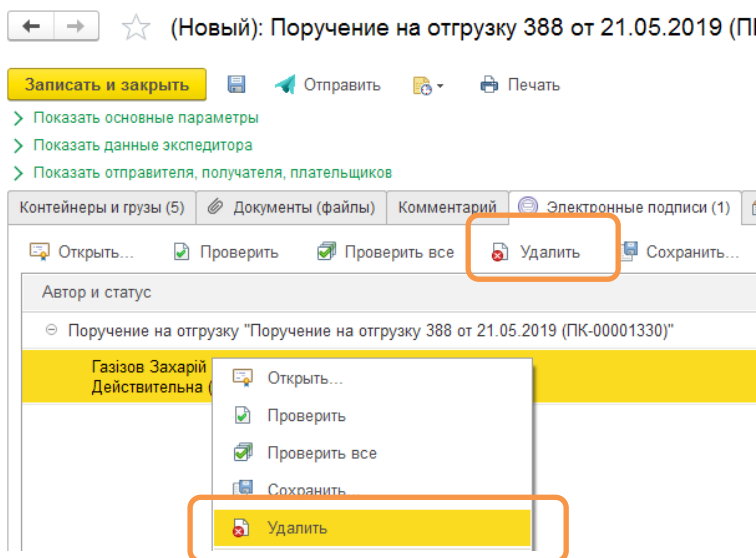 (Новый): Поручение на отгрузку 388 от 21.05.2019 (П
Записать и закрыть Отправить Печать
Показать основные параметры
Показать данные экспедитора
Показать отправителя, получателя, плательщиков
Контейнеры и грузы (5) Документы (файлы) Комментарий Электронные подписи (1)
Открыть... Проверить Проверить все Удалить Сохранить...
Автор и статус
Поручение на отгрузку "Поручение на отгрузку 388 от 21.05.2019 (ПК-00001330)"
Газізов Захарій
Действительна (
Открыть...
Проверить
Проверить все
Сохранить...
Удалить